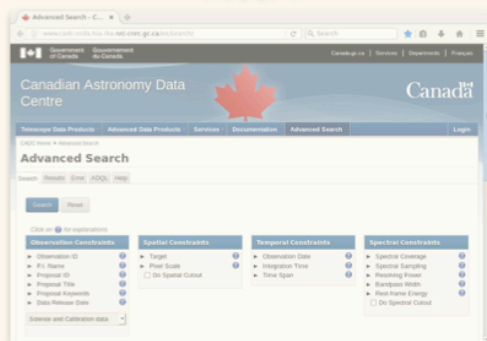 Advanced Search - C...
Search
Government of Canada
Gouvernement du Canada
Canada.gc.ca | Services | Departments | Français
Canadian Astronomy Data
Centre
Canada
Telescope Data Products
Advanced Data Products
Services
Documentation
Advanced Search
Login
CADC Home > Advanced Search
Advanced Search
Search
Results
Error
ADQL
Help
Search
Reset
Click on ? for explanations
Observation Constraints
Observation ID
P.I. Name
Proposal ID
Proposal Title
Proposal Keywords
Data Release Date
Science and Calibration data
Spatial Constraints
Target
Pixel Scale
Do Spatial Cutout
Temporal Constraints
Observation Date
Integration Time
Time Span
Spectral Constraints
Spectral Coverage
Spectral Sampling
Resolving Power
Bandpass Width
Rest-frame Energy
Do Spectral Cutout